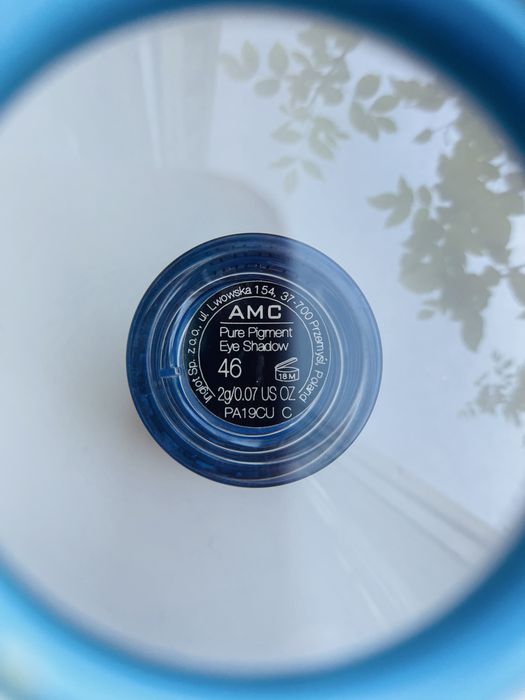 Inglot Sp. z o.o., ul. Lwowska 154, 37-700 Przemyśl, Poland
AMC
Pure Pigment
Eye Shadow
46
18 M
2g/0.07 US OZ
PA19CU C